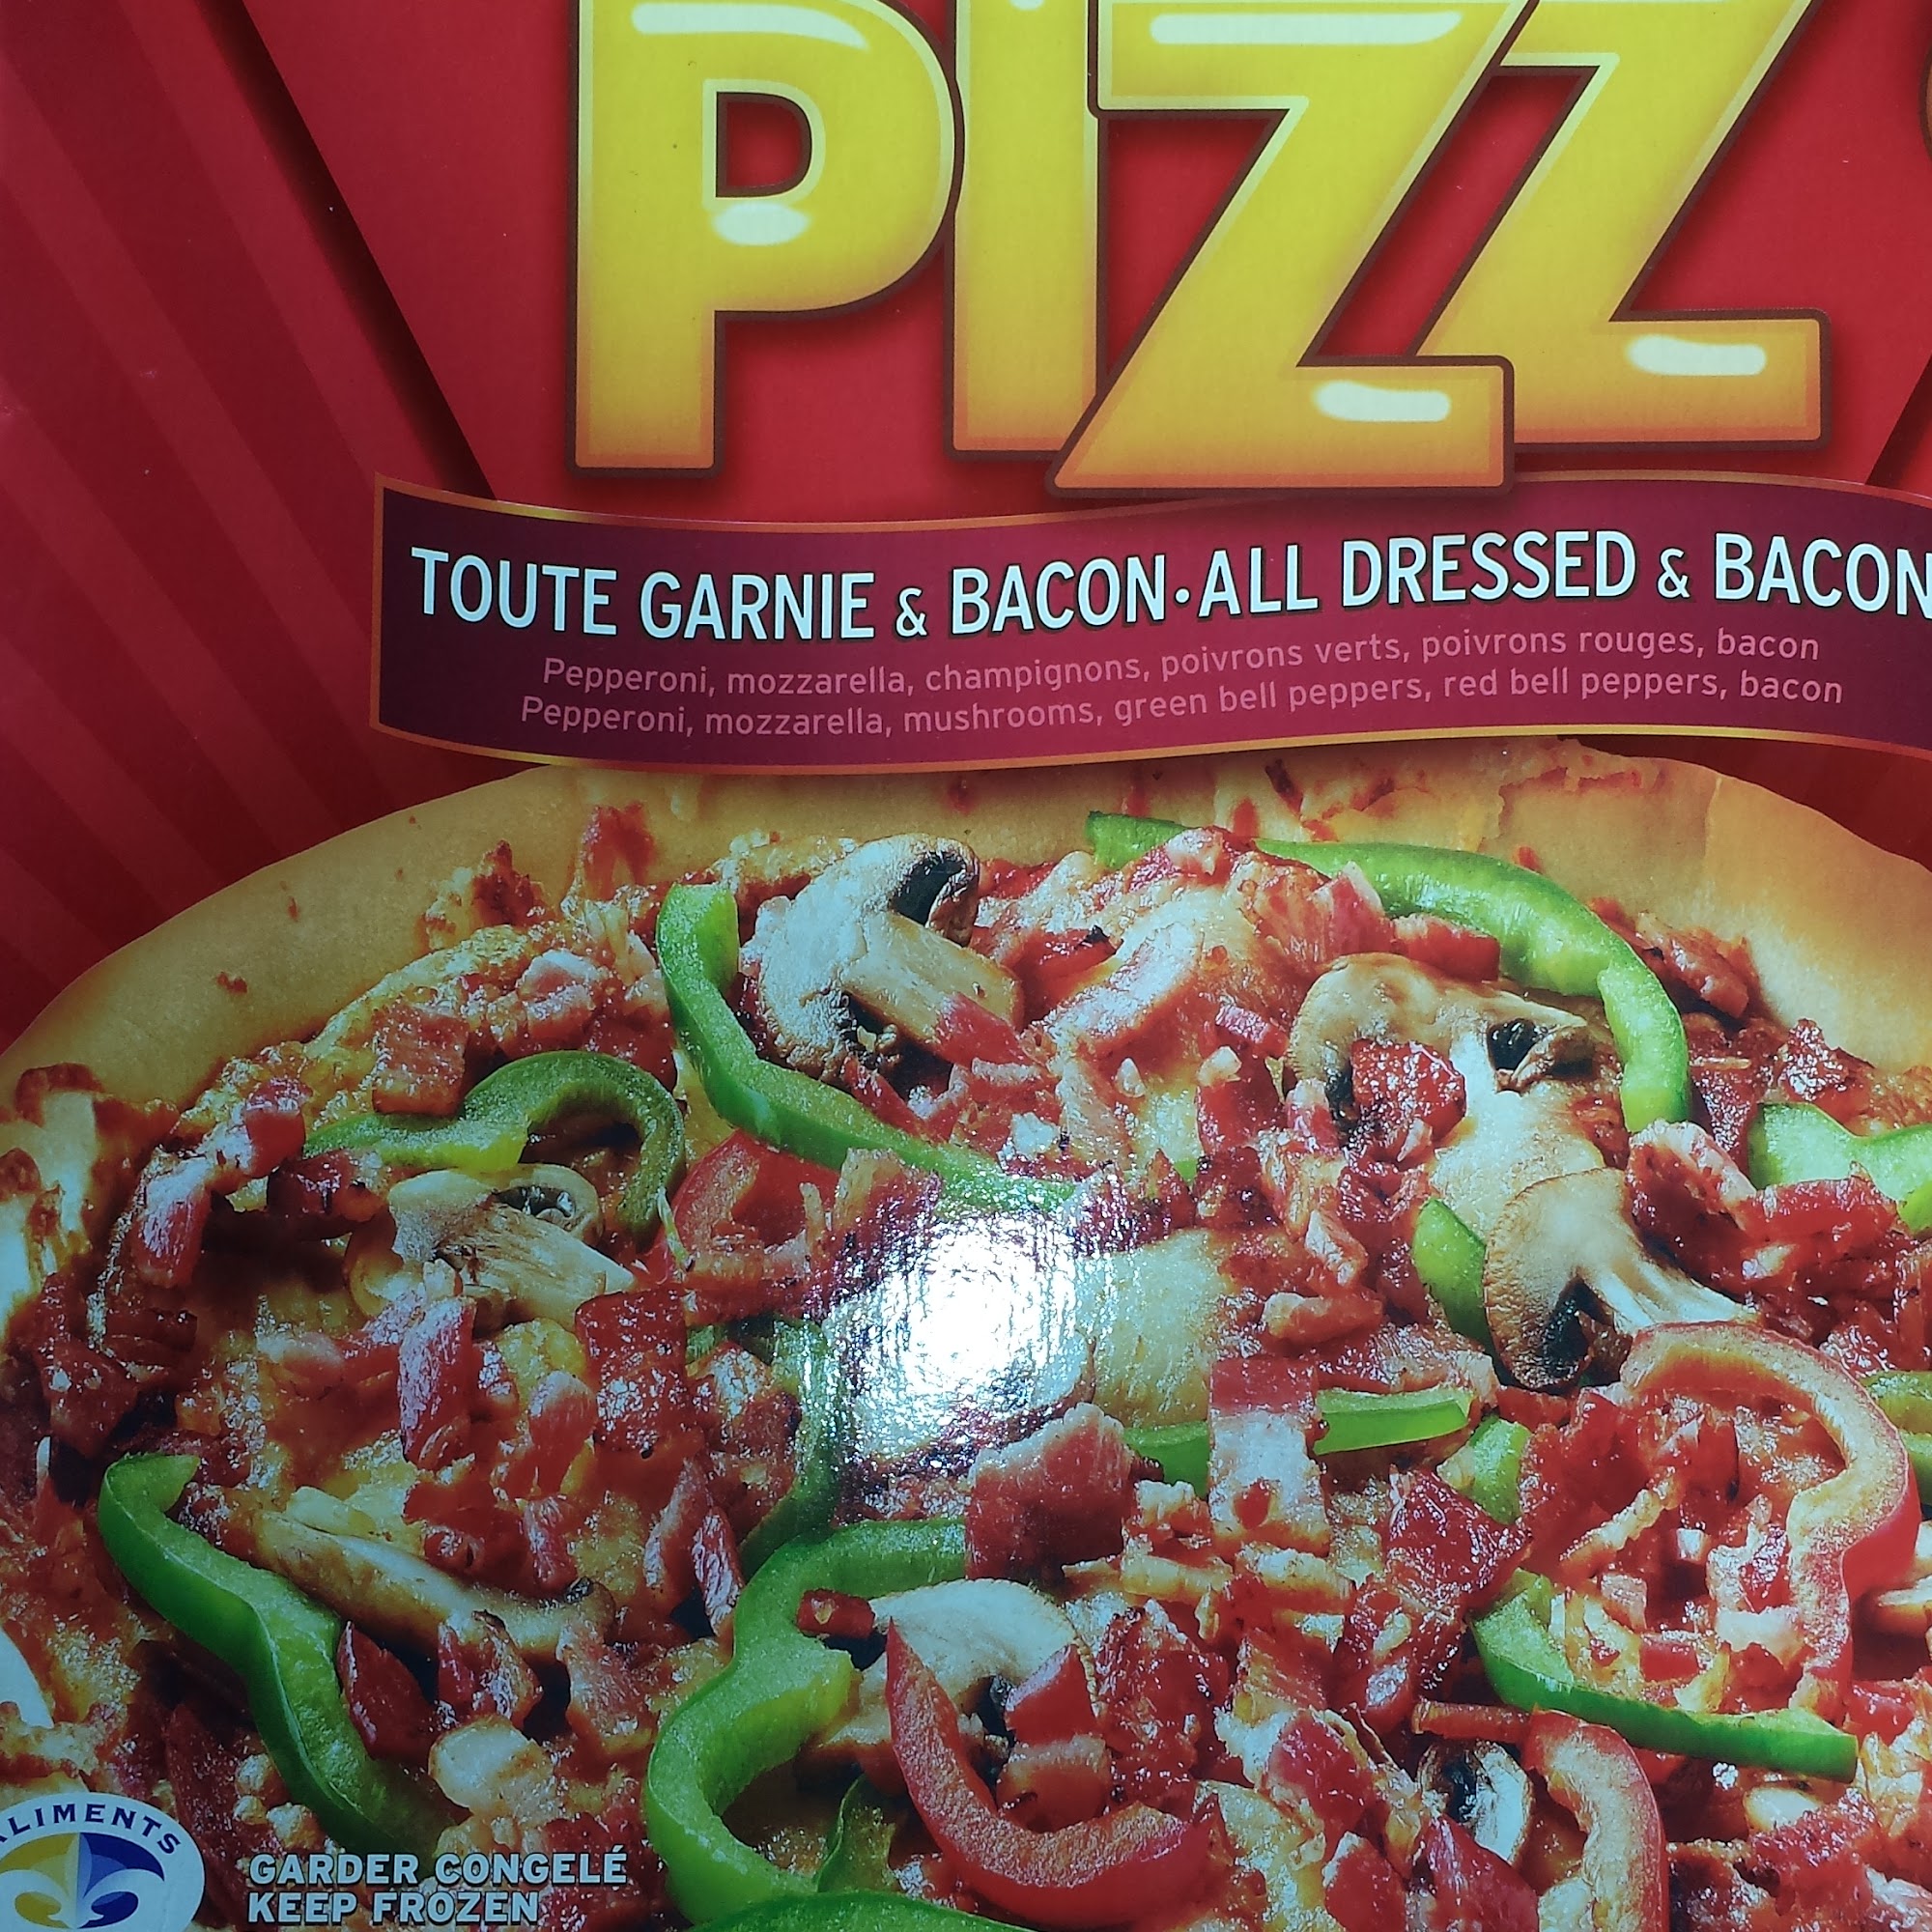 PIZZ
TOUTE GARNIE & BACON·ALL DRESSED & BACON
Pepperoni, mozzarella, champignons, poivrons verts, poivrons rouges, bacon
Pepperoni, mozzarella, mushrooms, green bell peppers, red bell peppers, bacon
ALIMENTS
GARDER CONGELÉ
KEEP FROZEN